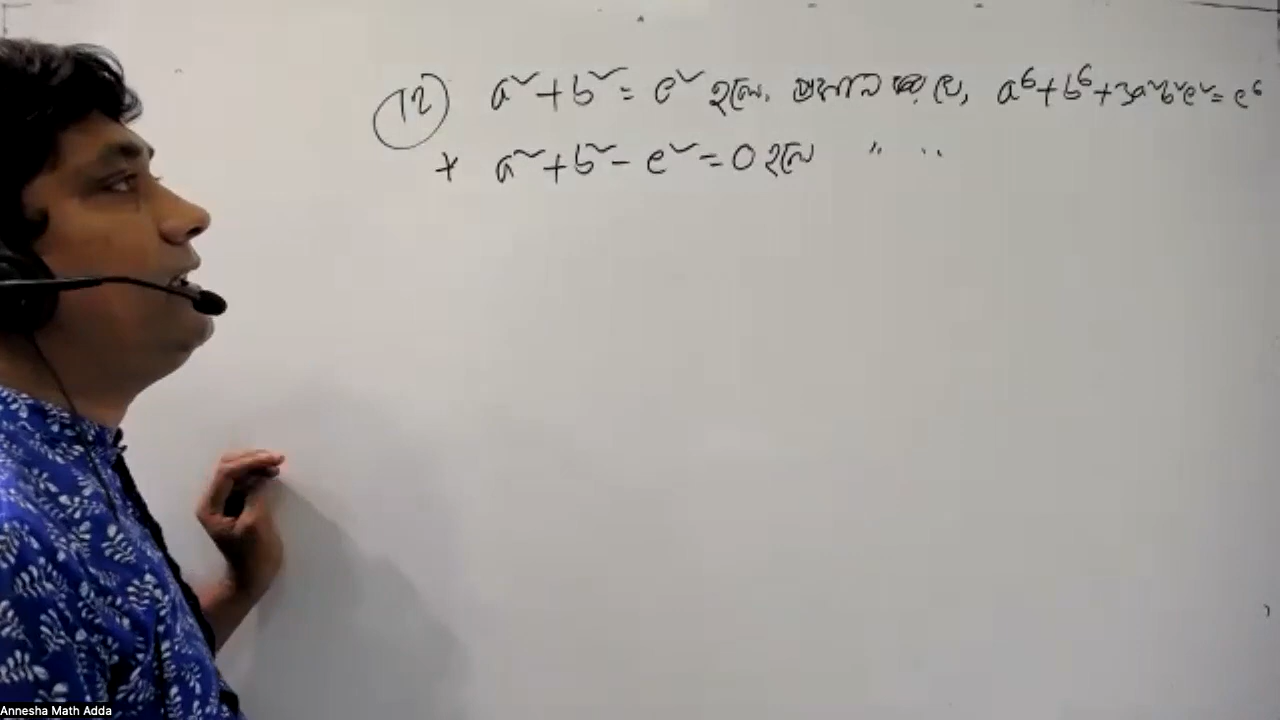 12 a² + b² = c² হলে, প্রমাণ কর যে, a⁶ + b⁶ + 3a²b²c² = c⁶
* a² + b² - c² = 0 হলে " "
Annesha Math Adda